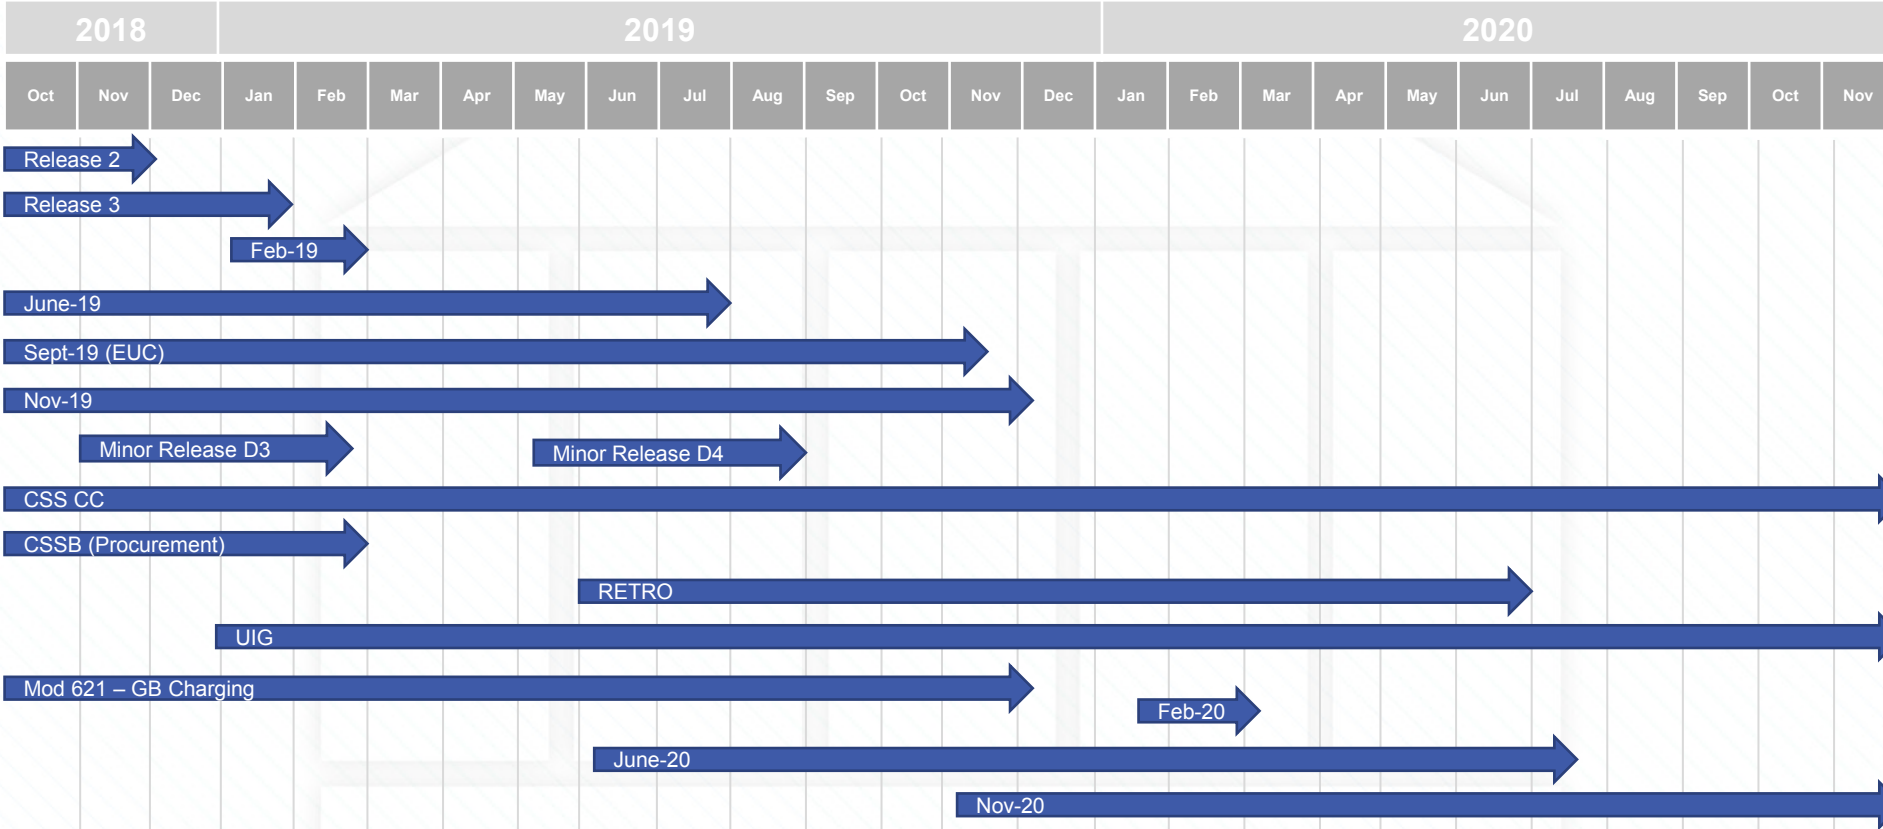 2018 2019 2020
Oct Nov Dec Jan Feb Mar Apr May Jun Jul Aug Sep Oct Nov Dec Jan Feb Mar Apr May Jun Jul Aug Sep Oct Nov
Release 2
Release 3
Feb-19
June-19
Sept-19 (EUC)
Nov-19
Minor Release D3 Minor Release D4
CSS CC
CSSB (Procurement)
RETRO
UIG
Mod 621 – GB Charging
Feb-20
June-20
Nov-20